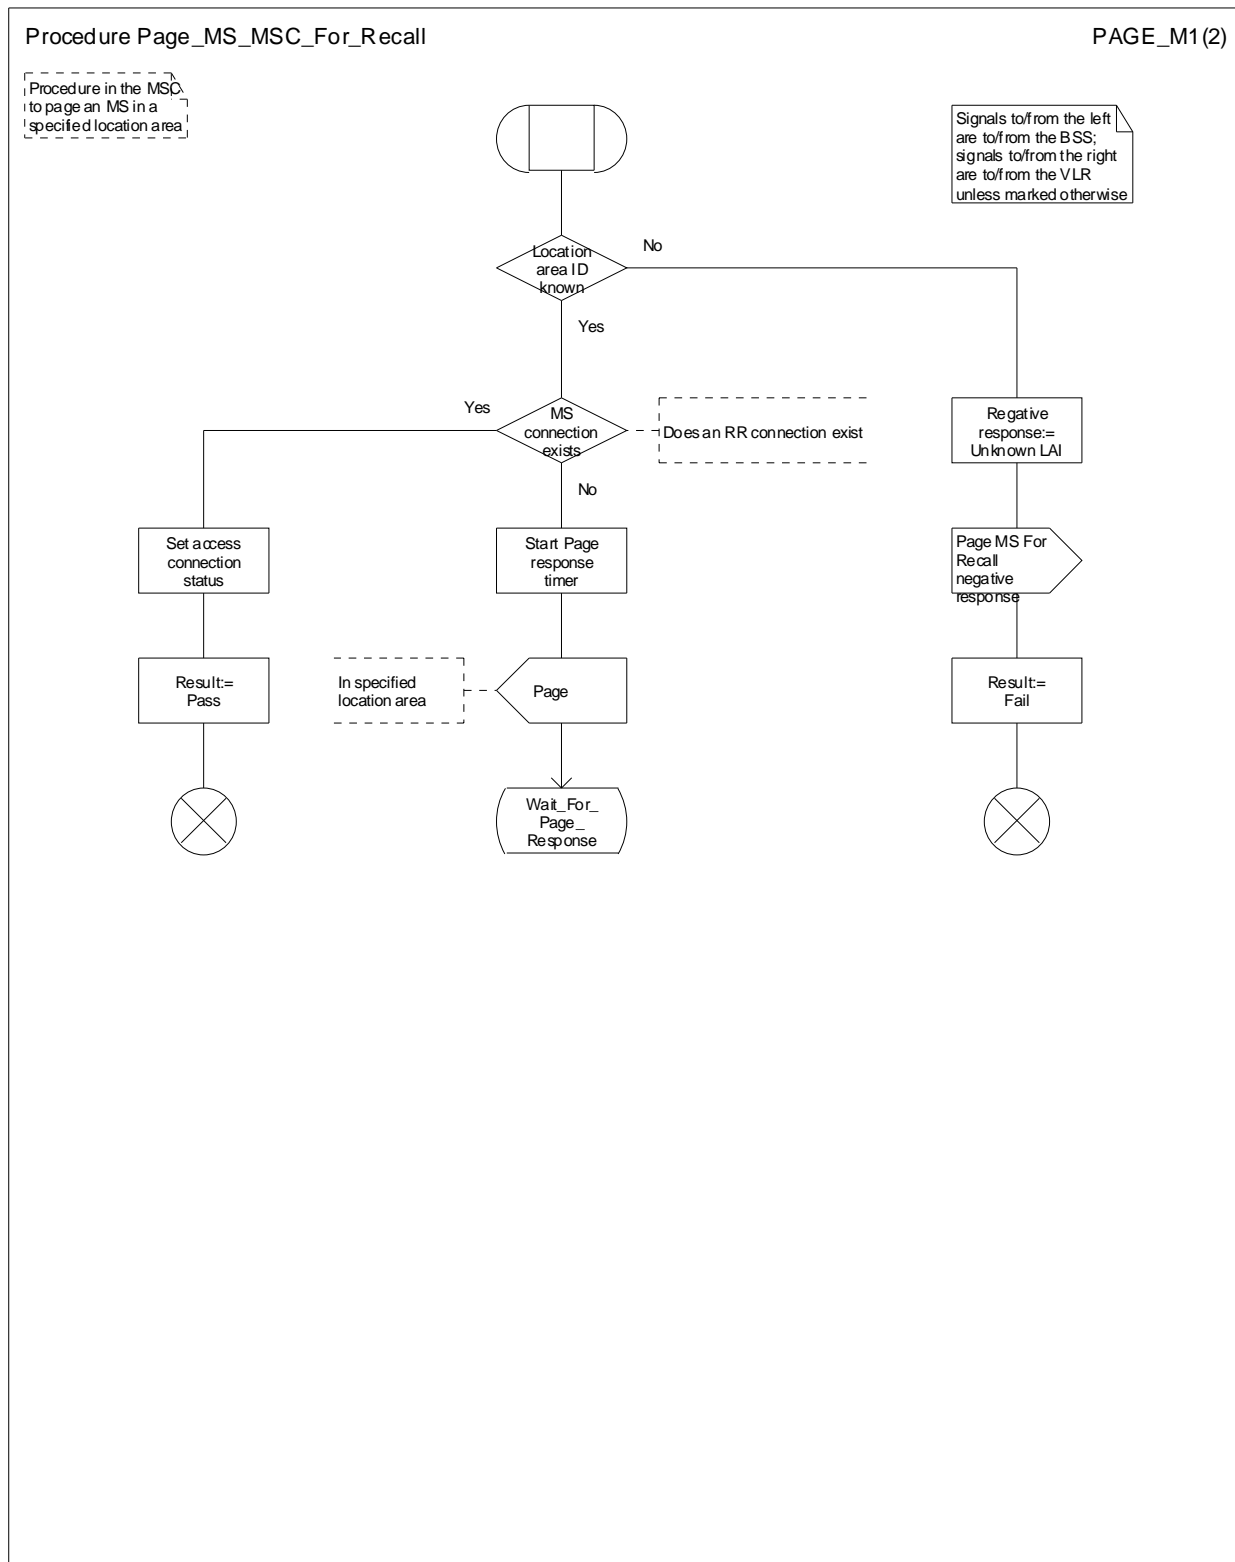 Procedure Page_MS_MSC_For_Recall
PAGE_M1(2)
Procedure in the MSC
to page an MS in a
specified location area
Signals to/from the left
are to/from the BSS;
signals to/from the right
are to/from the VLR
unless marked otherwise
Location
area ID
known
No
Yes
Yes
MS
connection
exists
Does an RR connection exist
Regative
response:=
Unknown LAI
No
Set access
connection
status
Start Page
response
timer
Page MS For
Recall
negative
response
Result:=
Pass
In specified
location area
Page
Result:=
Fail
Wait_For_
Page_
Response